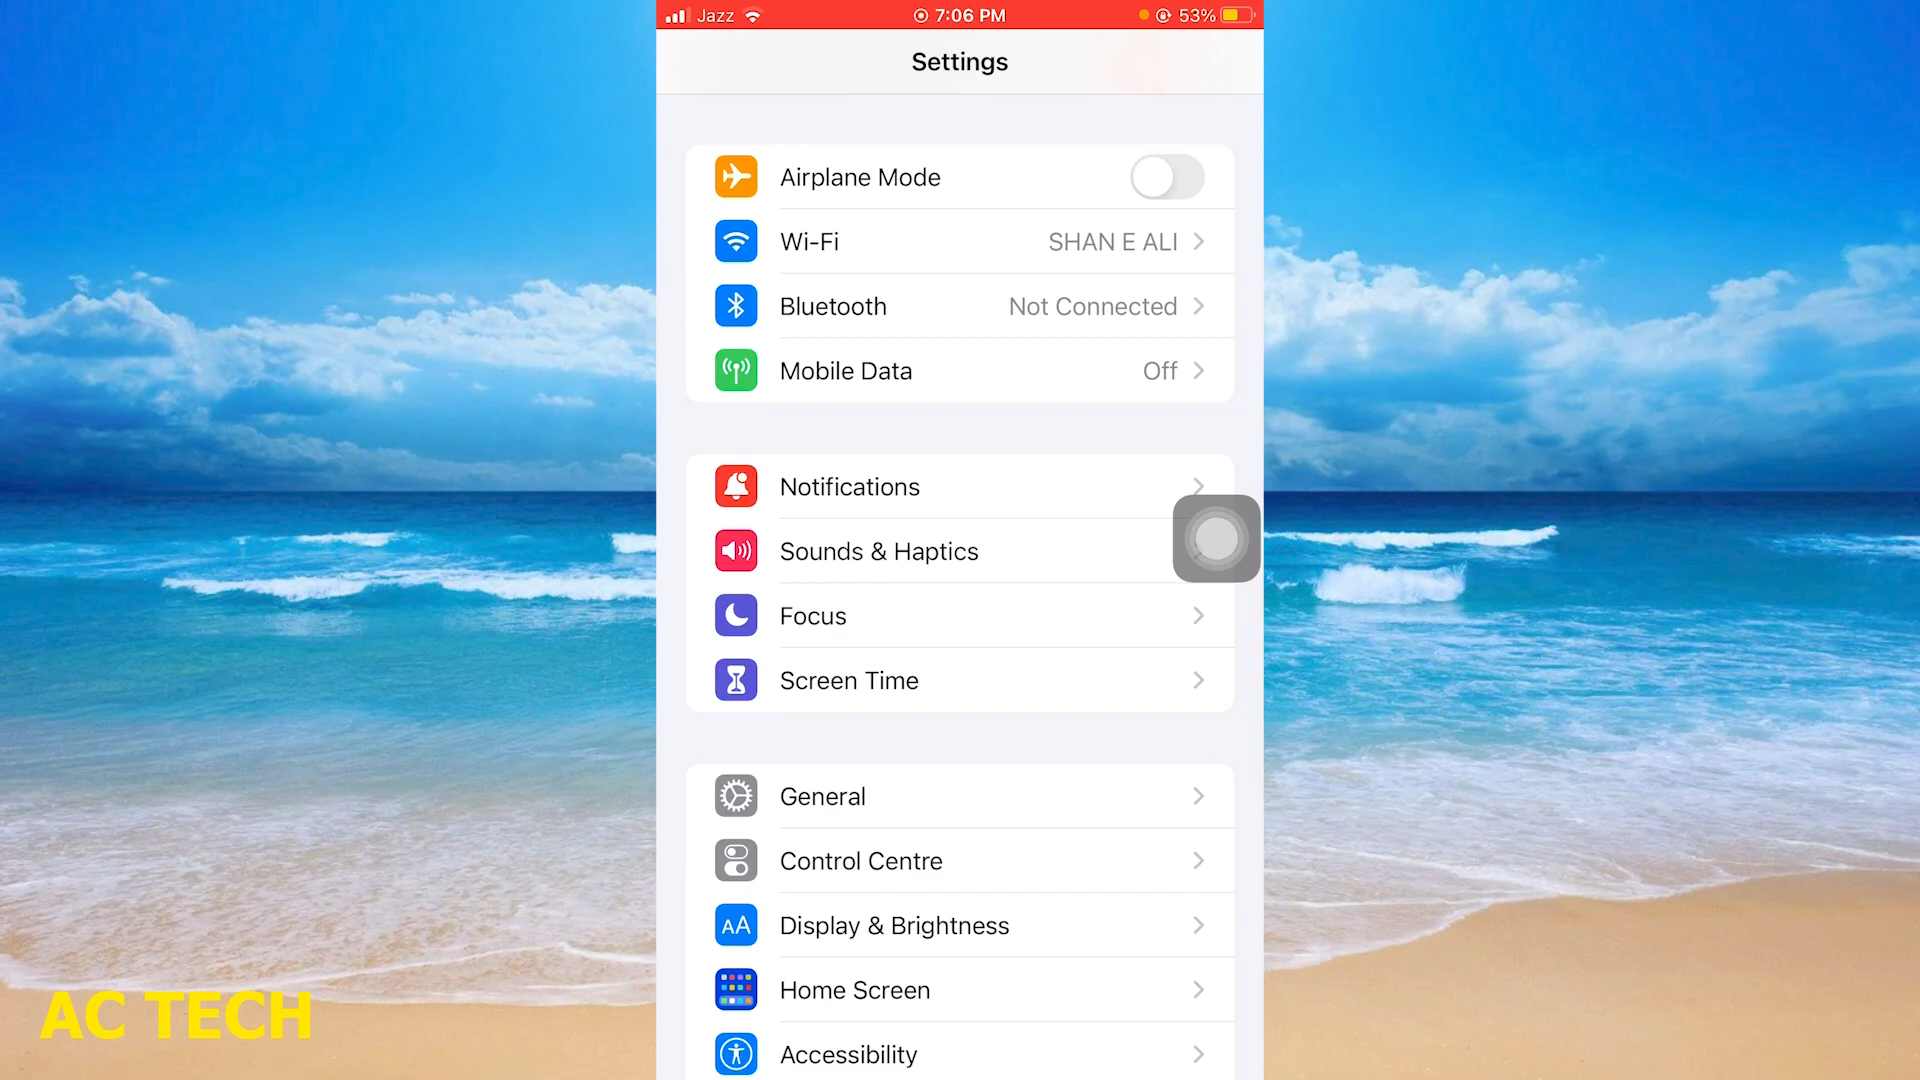 Jazz 7:06 PM 53%
Settings
Airplane Mode
Wi-Fi SHAN E ALI
Bluetooth Not Connected
Mobile Data Off
Notifications
Sounds & Haptics
Focus
Screen Time
General
Control Centre
AA Display & Brightness
Home Screen
Accessibility
AC TECH